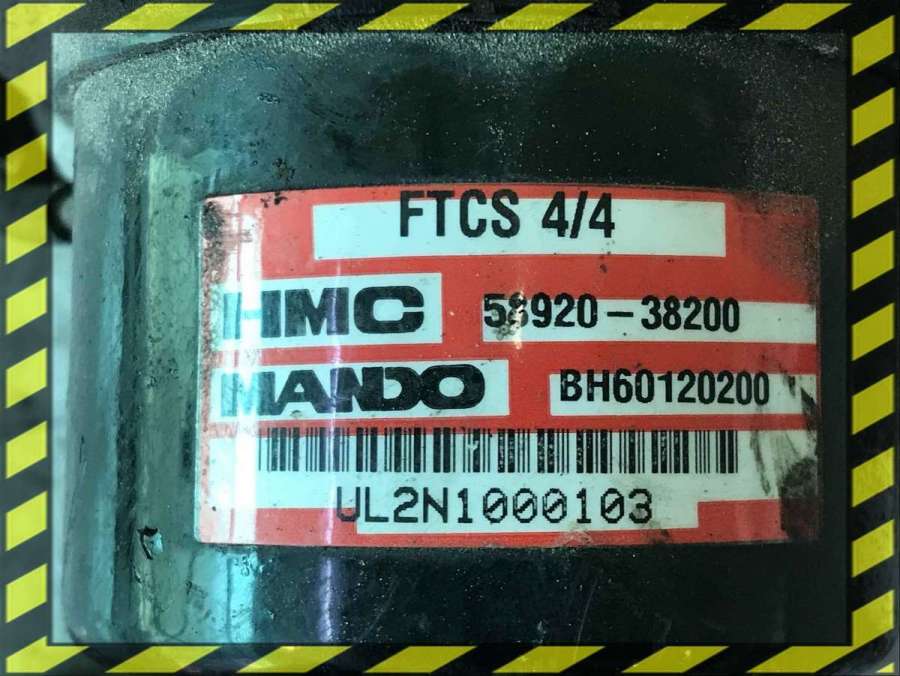 FTCS 4/4
HMC 58920-38200
MANDO BH60120200
UL2N1000103